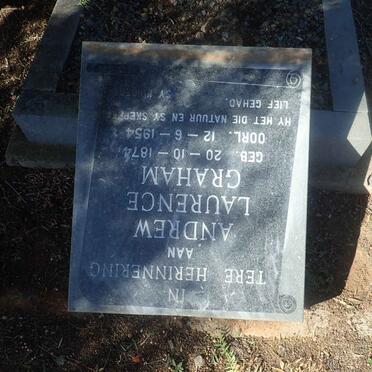 IN
TERE HERINNERING
AAN
ANDREW
LAURENCE
GRAHAM
GEB. 20-10-1874,
OORL. 12-6-1954
HY HET DIE NATUUR EN SY SKEPPER
LIEF GEHAD.
SY